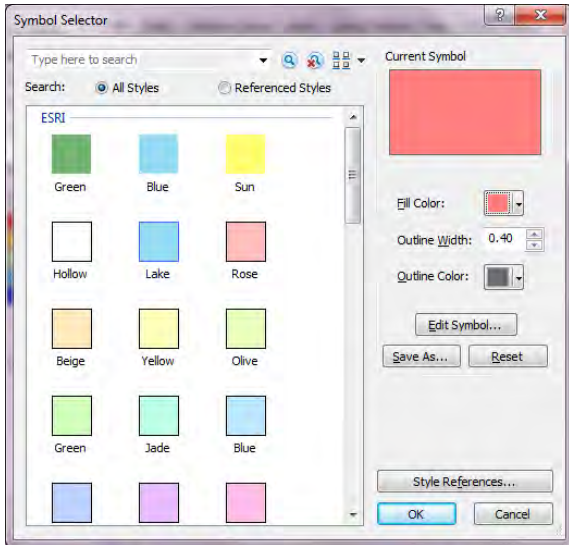 Symbol Selector
Type here to search
Search: All Styles Referenced Styles
ESRI
Green Blue Sun
Hollow Lake Rose
Beige Yellow Olive
Green Jade Blue
Current Symbol
Fill Color:
Outline Width: 0.40
Outline Color:
Edit Symbol...
Save As... Reset
Style References...
OK Cancel